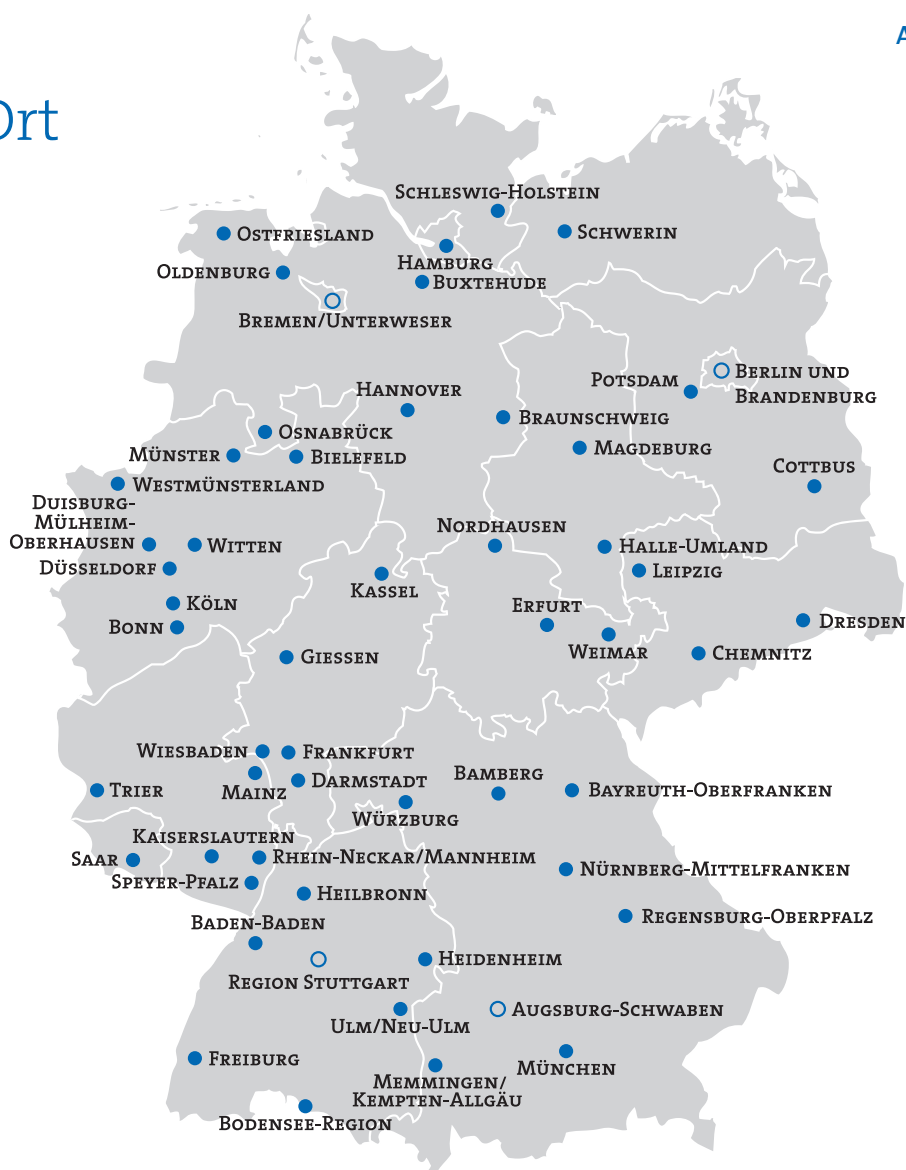 A
Ort
Schleswig-Holstein
Ostfriesland
Schwerin
Hamburg
Oldenburg
Buxtehude
Bremen/Unterweser
Berlin und
Brandenburg
Potsdam
Hannover
Braunschweig
Osnabrück
Magdeburg
Münster
Bielefeld
Cottbus
Westmünsterland
Duisburg-
Mülheim-
Oberhausen
Nordhausen
Witten
Halle-Umland
Düsseldorf
Leipzig
Kassel
Köln
Erfurt
Bonn
Dresden
Weimar
Chemnitz
Giessen
Wiesbaden
Frankfurt
Darmstadt
Bamberg
Trier
Mainz
Bayreuth-Oberfranken
Würzburg
Kaiserslautern
Saar
Rhein-Neckar/Mannheim
Nürnberg-Mittelfranken
Speyer-Pfalz
Heilbronn
Regensburg-Oberpfalz
Baden-Baden
Heidenheim
Region Stuttgart
Augsburg-Schwaben
Ulm/Neu-Ulm
Freiburg
München
Memmingen/
Kempten-Allgäu
Bodensee-Region